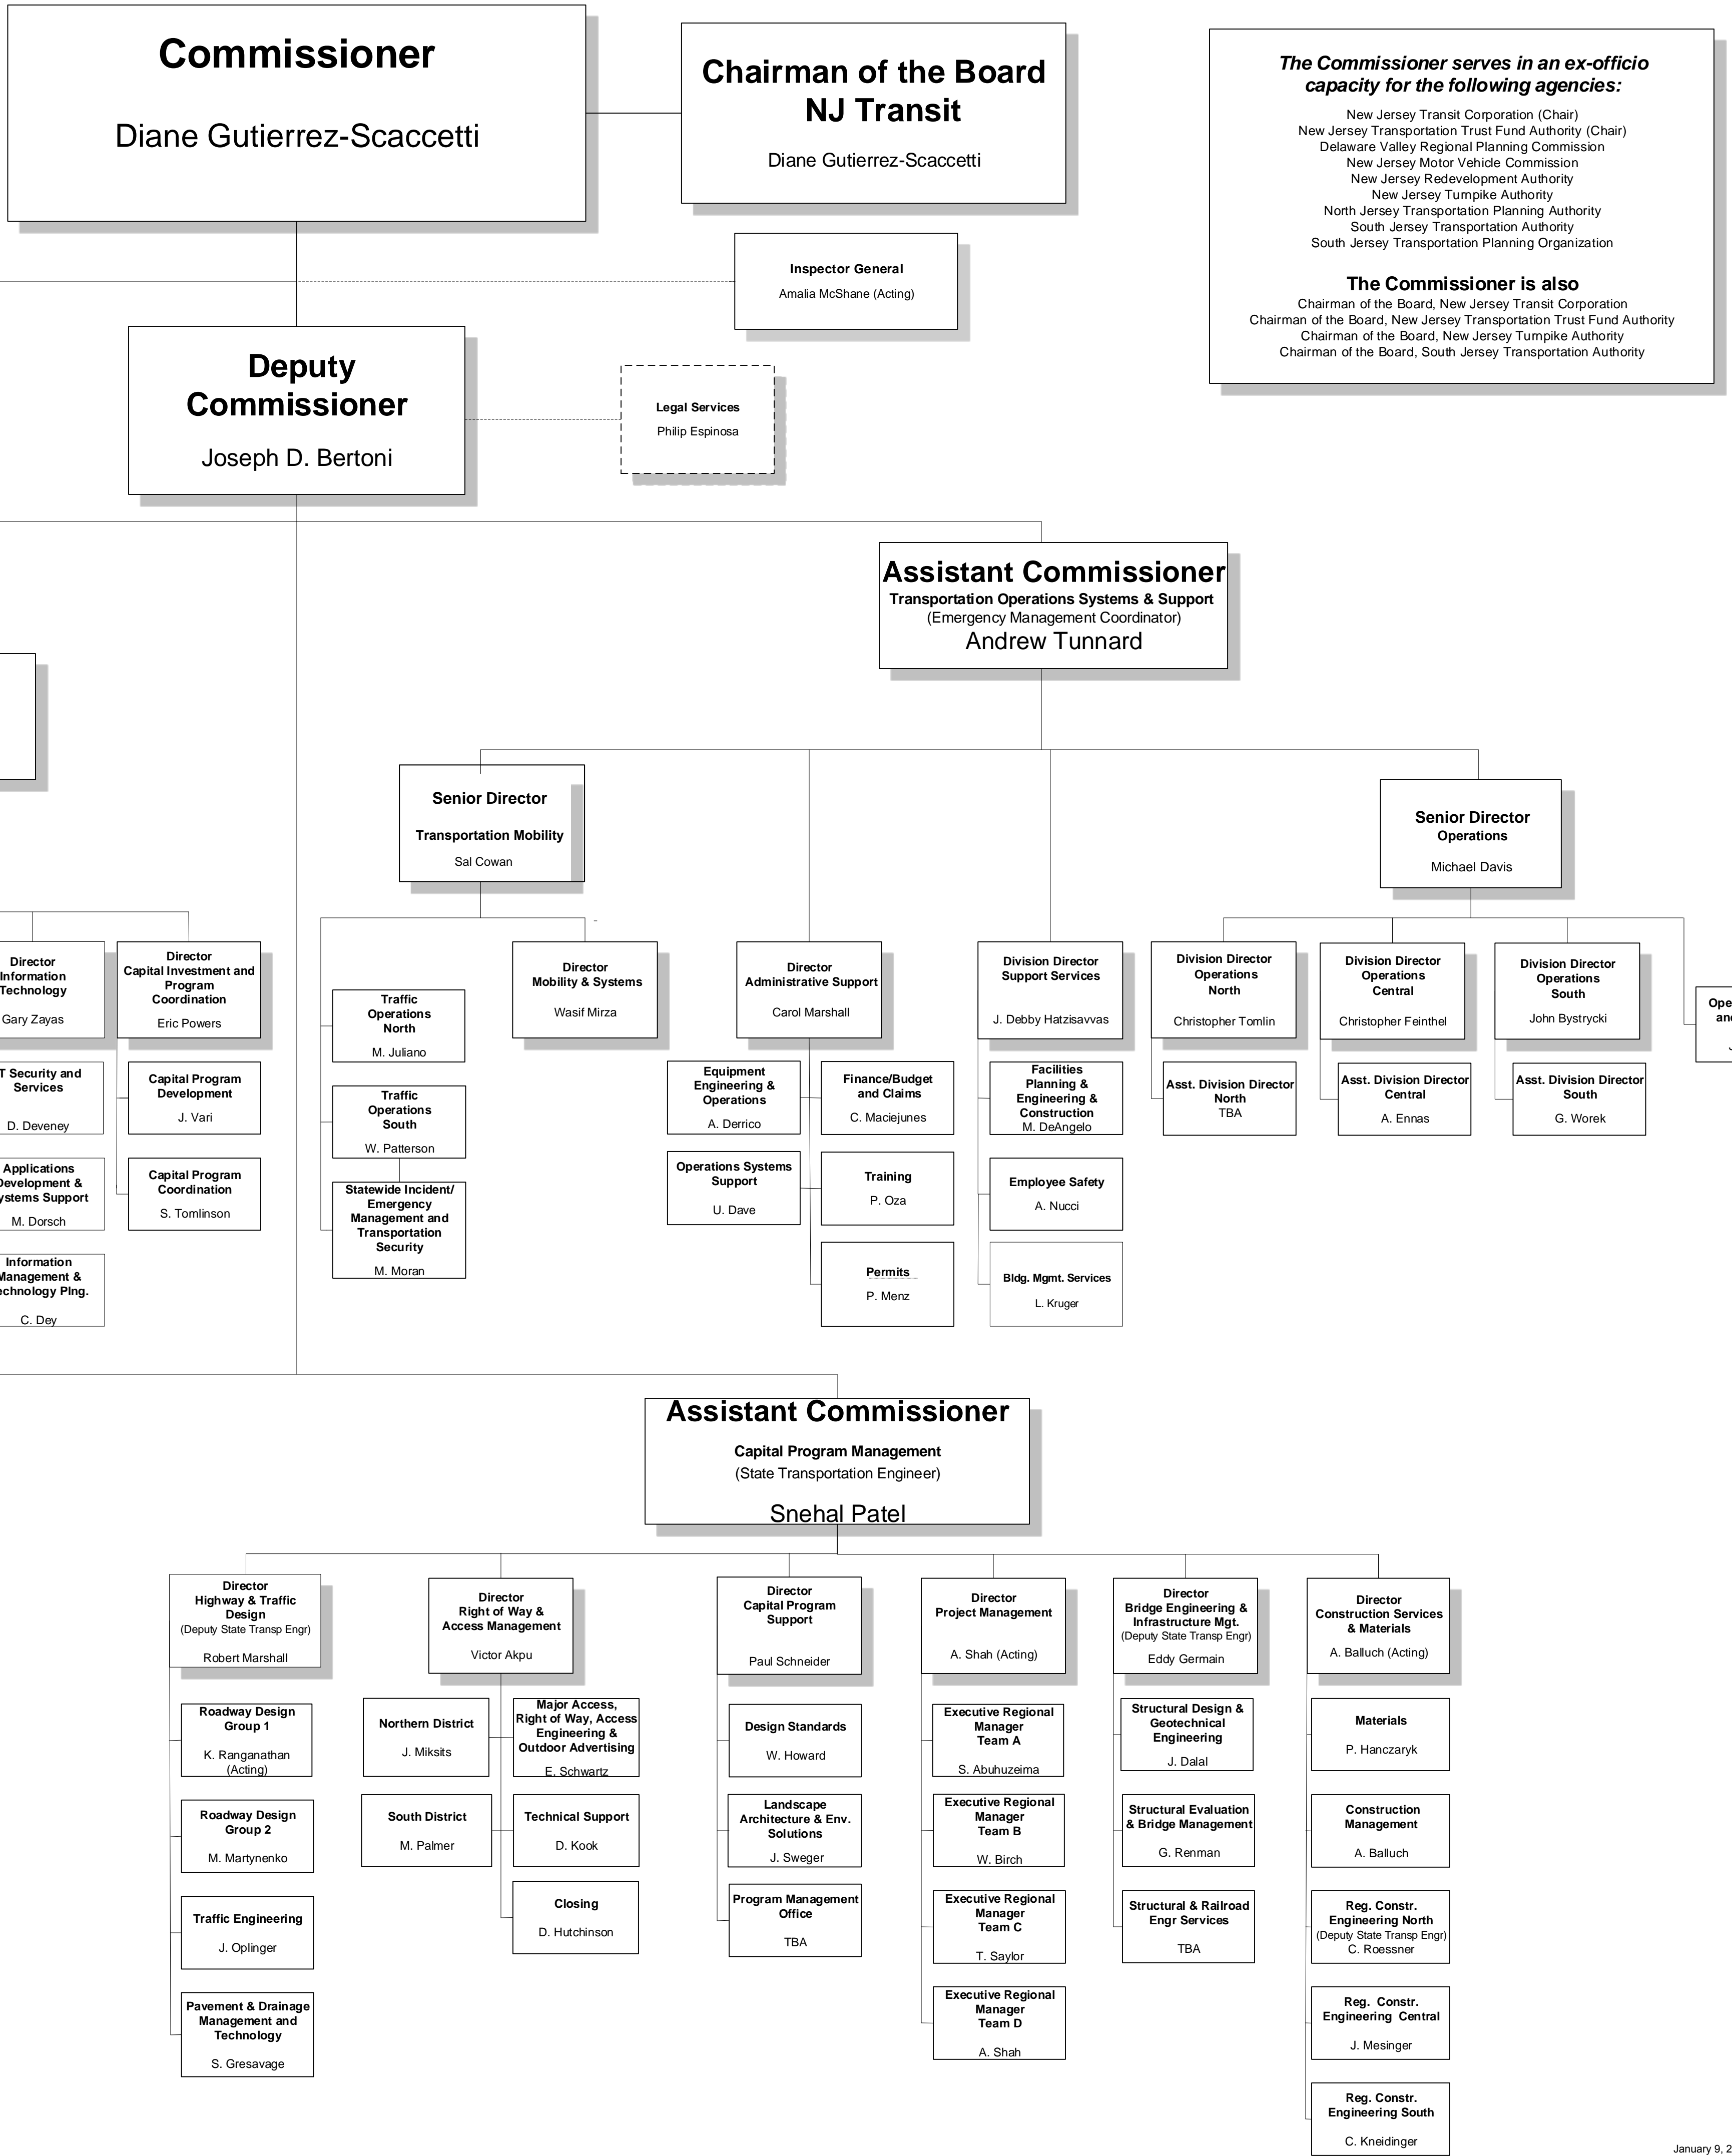 Commissioner
Diane Gutierrez-Scaccetti
Chairman of the Board
NJ Transit
Diane Gutierrez-Scaccetti
The Commissioner serves in an ex-officio
capacity for the following agencies:
New Jersey Transit Corporation (Chair)
New Jersey Transportation Trust Fund Authority (Chair)
Delaware Valley Regional Planning Commission
New Jersey Motor Vehicle Commission
New Jersey Redevelopment Authority
New Jersey Turnpike Authority
North Jersey Transportation Planning Authority
South Jersey Transportation Authority
South Jersey Transportation Planning Organization
The Commissioner is also
Chairman of the Board, New Jersey Transit Corporation
Chairman of the Board, New Jersey Transportation Trust Fund Authority
Chairman of the Board, New Jersey Turnpike Authority
Chairman of the Board, South Jersey Transportation Authority
Inspector General
Amalia McShane (Acting)
Deputy
Commissioner
Joseph D. Bertoni
Legal Services
Philip Espinosa
Assistant Commissioner
Transportation Operations Systems & Support
(Emergency Management Coordinator)
Andrew Tunnard
Senior Director
Transportation Mobility
Sal Cowan
Senior Director
Operations
Michael Davis
Director
Information
Technology
Gary Zayas
Director
Capital Investment and
Program
Coordination
Eric Powers
T Security and
Services
D. Deveney
Capital Program
Development
J. Vari
Applications
Development &
ystems Support
M. Dorsch
Capital Program
Coordination
S. Tomlinson
Information
Management &
echnology Plng.
C. Dey
Traffic
Operations
North
M. Juliano
Traffic
Operations
South
W. Patterson
Statewide Incident/
Emergency
Management and
Transportation
Security
M. Moran
Director
Mobility & Systems
Wasif Mirza
Director
Administrative Support
Carol Marshall
Equipment
Engineering &
Operations
A. Derrico
Finance/Budget
and Claims
C. Maciejunes
Operations Systems
Support
U. Dave
Training
P. Oza
Permits
P. Menz
Division Director
Support Services
J. Debby Hatzisavvas
Facilities
Planning &
Engineering &
Construction
M. DeAngelo
Employee Safety
A. Nucci
Bldg. Mgmt. Services
L. Kruger
Division Director
Operations
North
Christopher Tomlin
Asst. Division Director
North
TBA
Division Director
Operations
Central
Christopher Feinthel
Asst. Division Director
Central
A. Ennas
Division Director
Operations
South
John Bystrycki
Asst. Division Director
South
G. Worek
Ope
an
Assistant Commissioner
Capital Program Management
(State Transportation Engineer)
Snehal Patel
Director
Highway & Traffic
Design
(Deputy State Transp Engr)
Robert Marshall
Roadway Design
Group 1
K. Ranganathan
(Acting)
Roadway Design
Group 2
M. Martynenko
Traffic Engineering
J. Oplinger
Pavement & Drainage
Management and
Technology
S. Gresavage
Director
Right of Way &
Access Management
Victor Akpu
Northern District
J. Miksits
Major Access,
Right of Way, Access
Engineering &
Outdoor Advertising
E. Schwartz
South District
M. Palmer
Technical Support
D. Kook
Closing
D. Hutchinson
Director
Capital Program
Support
Paul Schneider
Design Standards
W. Howard
Landscape
Architecture & Env.
Solutions
J. Sweger
Program Management
Office
TBA
Director
Project Management
A. Shah (Acting)
Executive Regional
Manager
Team A
S. Abuhuzeima
Executive Regional
Manager
Team B
W. Birch
Executive Regional
Manager
Team C
T. Saylor
Executive Regional
Manager
Team D
A. Shah
Director
Bridge Engineering &
Infrastructure Mgt.
(Deputy State Transp Engr)
Eddy Germain
Structural Design &
Geotechnical
Engineering
J. Dalal
Structural Evaluation
& Bridge Management
G. Renman
Structural & Railroad
Engr Services
TBA
Director
Construction Services
& Materials
A. Balluch (Acting)
Materials
P. Hanczaryk
Construction
Management
A. Balluch
Reg. Constr.
Engineering North
(Deputy State Transp Engr)
C. Roessner
Reg. Constr.
Engineering Central
J. Mesinger
Reg. Constr.
Engineering South
C. Kneidinger
January 9, 2